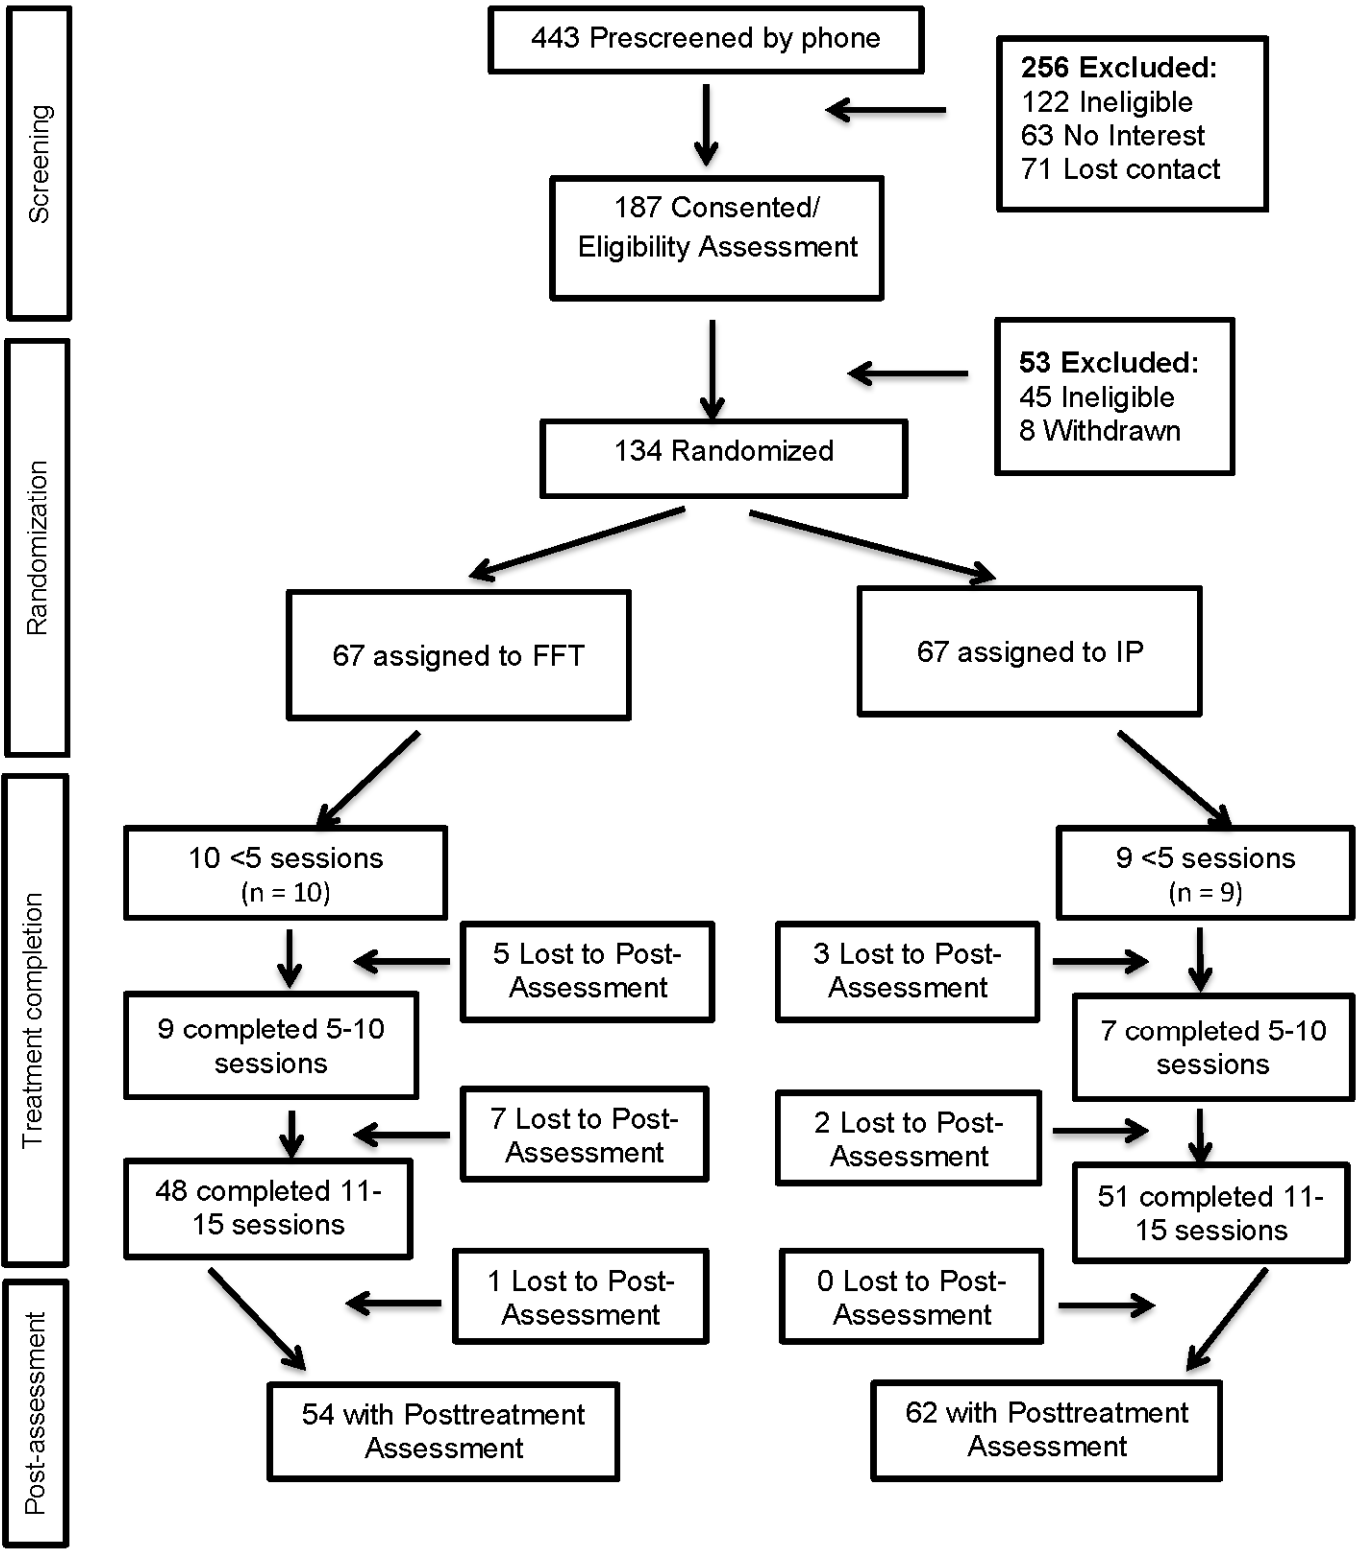 Screening
443 Prescreened by phone
256 Excluded:
122 Ineligible
63 No Interest
71 Lost contact
187 Consented/
Eligibility Assessment
Randomization
53 Excluded:
45 Ineligible
8 Withdrawn
134 Randomized
67 assigned to FFT
67 assigned to IP
Treatment completion
10 <5 sessions
(n = 10)
9 <5 sessions
(n = 9)
5 Lost to Post-
Assessment
3 Lost to Post-
Assessment
9 completed 5-10
sessions
7 completed 5-10
sessions
7 Lost to Post-
Assessment
2 Lost to Post-
Assessment
48 completed 11-
15 sessions
51 completed 11-
15 sessions
1 Lost to Post-
Assessment
0 Lost to Post-
Assessment
Post-assessment
54 with Posttreatment
Assessment
62 with Posttreatment
Assessment